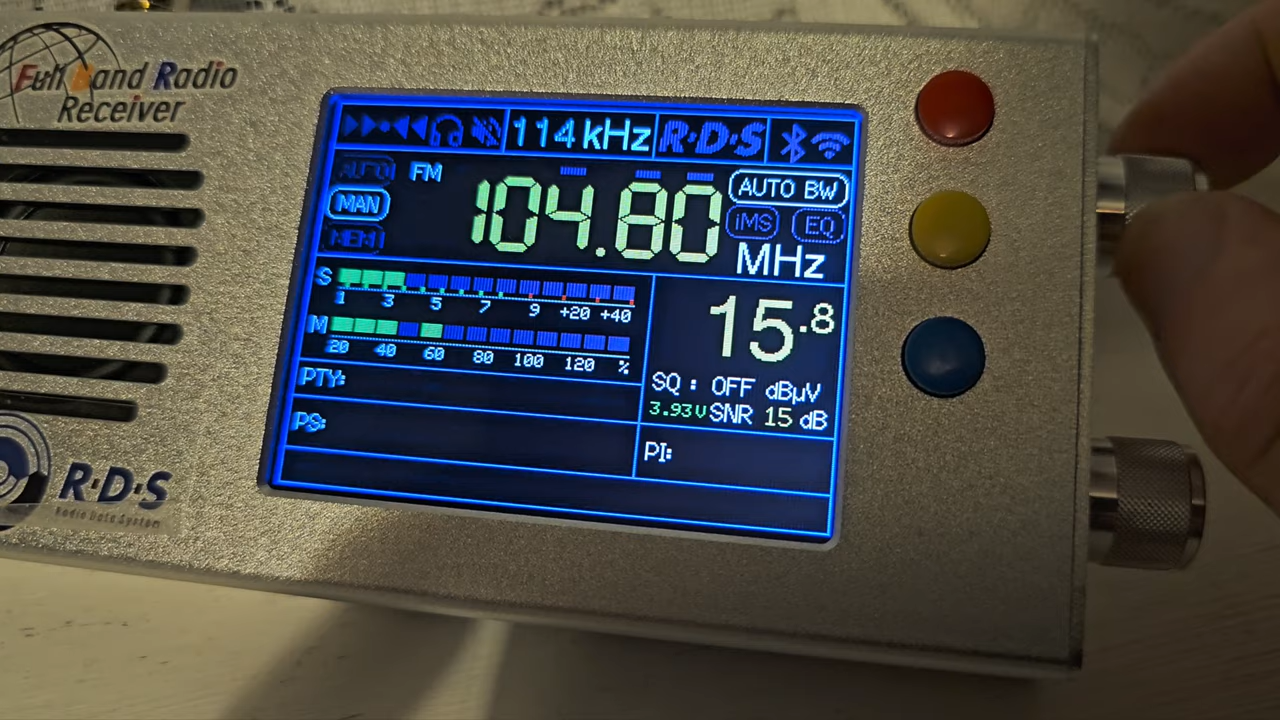 Full Band Radio
Receiver
114 kHz R·D·S
AUTO FM
104.80 MHz
AUTO BW
MAN
iMS EQ
MEM
S
1 3 5 7 9 +20 +40
M
20 40 60 80 100 120 %
15.8
SQ : OFF dBµV
3.93V SNR 15 dB
PTY:
PS:
PI:
R·D·S
Radio Data System